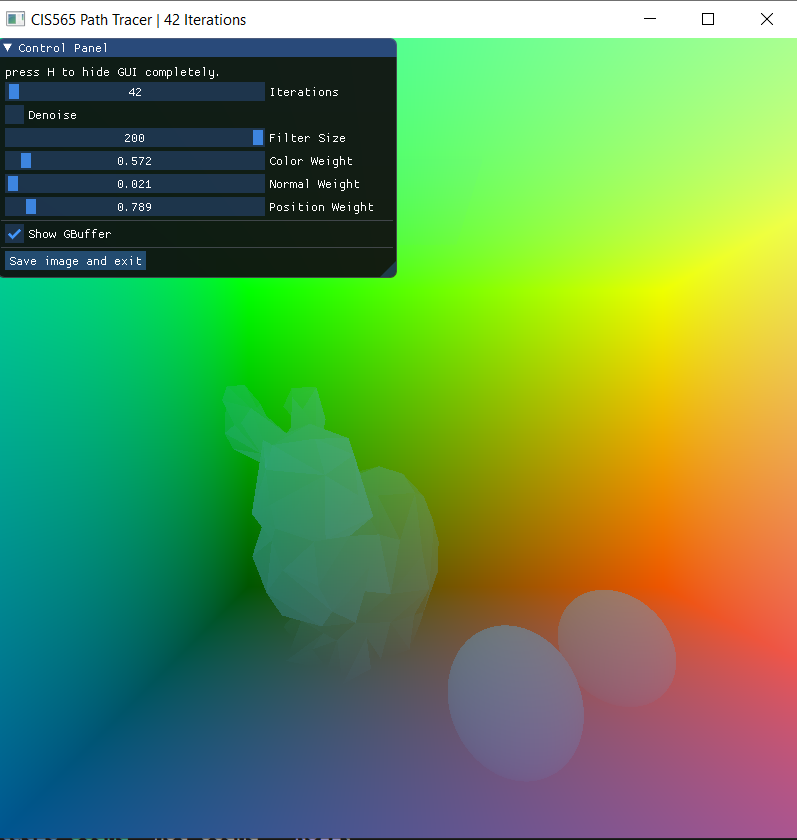 CIS565 Path Tracer | 42 Iterations
Control Panel
press H to hide GUI completely.
42 Iterations
Denoise
200 Filter Size
0.572 Color Weight
0.021 Normal Weight
0.789 Position Weight
Show GBuffer
Save image and exit